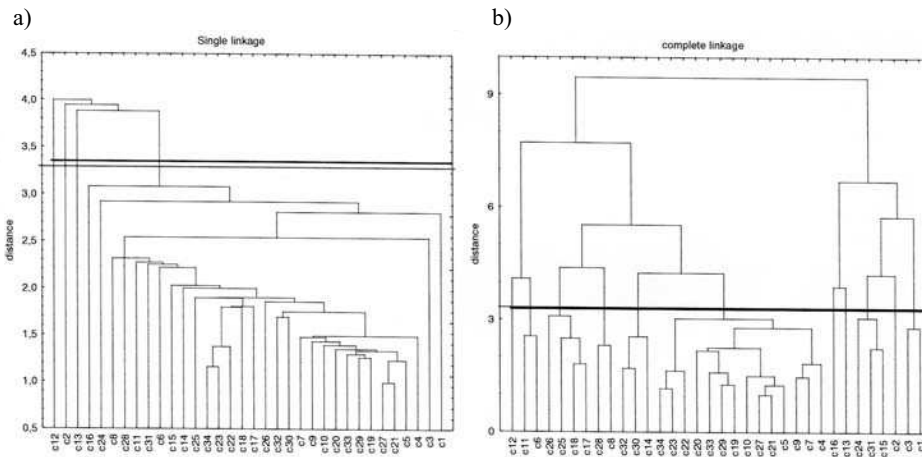 a)
b)
Single linkage
complete linkage
4,5
4,0
3,5
3,0
2,5
2,0
1,5
1,0
0,5
distance
9
6
3
0
distance
c12 c2 c13 c16 c24 c8 c28 c11 c31 c6 c15 c14 c25 c34 c23 c22 c18 c17 c26 c32 c30 c7 c9 c10 c20 c33 c29 c19 c27 c21 c5 c4 c3 c1
c12 c11 c6 c26 c25 c18 c17 c28 c8 c32 c30 c14 c34 c23 c22 c20 c33 c29 c19 c10 c27 c21 c5 c9 c7 c4 c16 c13 c24 c31 c15 c2 c3 c1